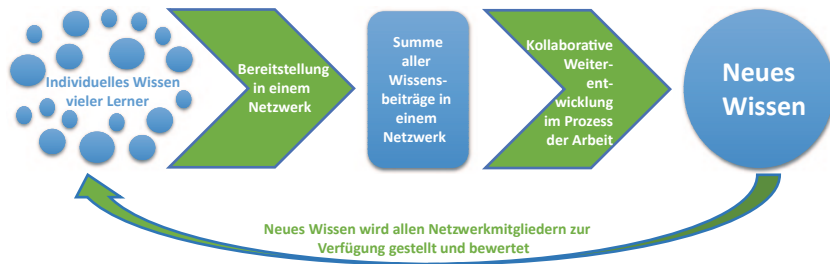 Individuelles Wissen
vieler Lerner
Bereitstellung
in einem
Netzwerk
Summe
aller
Wissens-
beiträge in
einem
Netzwerk
Kollaborative
Weiter-
ent-
wicklung
im Prozess
der Arbeit
Neues
Wissen
Neues Wissen wird allen Netzwerkmitgliedern zur
Verfügung gestellt und bewertet